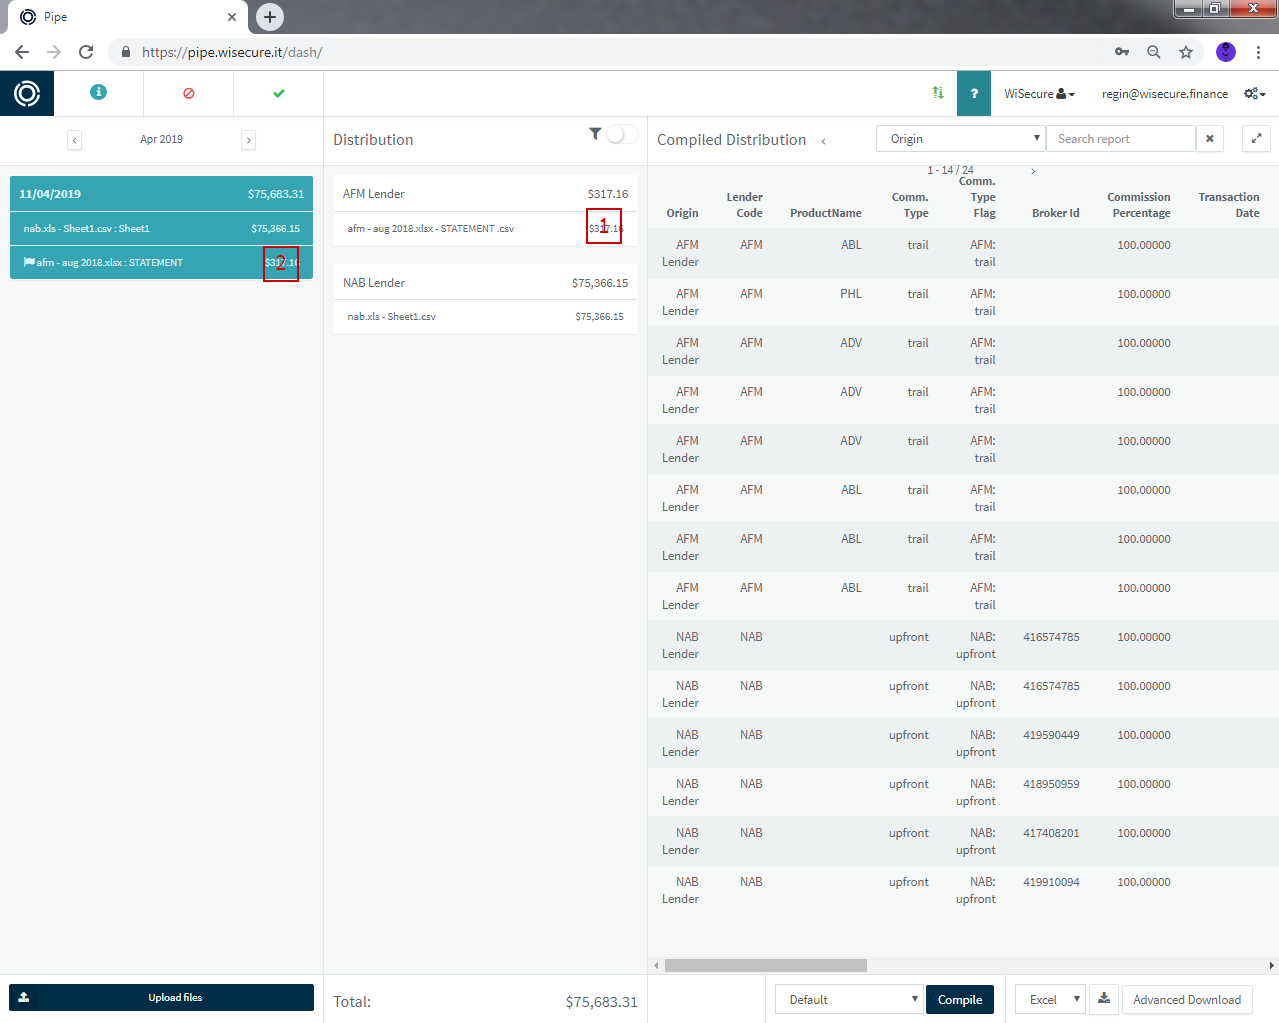 Pipe
https://pipe.wisecure.it/dash/
WiSecure
regin@wisecure.finance
Apr 2019
Distribution
Compiled Distribution
Origin
Search report
11/04/2019 $75,683.31
nab.xls - Sheet1.csv : Sheet1 $75,366.15
afm - aug 2018.xlsx : STATEMENT $317.16
2
AFM Lender $317.16
afm - aug 2018.xlsx - STATEMENT .csv $317.16
1
NAB Lender $75,366.15
nab.xls - Sheet1.csv $75,366.15
1 - 14 / 24
Origin Lender Code ProductName Comm. Type Comm. Type Flag Broker Id Commission Percentage Transaction Date
AFM Lender AFM ABL trail AFM: trail 100.00000
AFM Lender AFM PHL trail AFM: trail 100.00000
AFM Lender AFM ADV trail AFM: trail 100.00000
AFM Lender AFM ADV trail AFM: trail 100.00000
AFM Lender AFM ADV trail AFM: trail 100.00000
AFM Lender AFM ABL trail AFM: trail 100.00000
AFM Lender AFM ABL trail AFM: trail 100.00000
AFM Lender AFM ABL trail AFM: trail 100.00000
NAB Lender NAB upfront NAB: upfront 416574785 100.00000
NAB Lender NAB upfront NAB: upfront 416574785 100.00000
NAB Lender NAB upfront NAB: upfront 419590449 100.00000
NAB Lender NAB upfront NAB: upfront 418950959 100.00000
NAB Lender NAB upfront NAB: upfront 417408201 100.00000
NAB Lender NAB upfront NAB: upfront 419910094 100.00000
Upload files
Total: $75,683.31
Default
Compile
Excel
Advanced Download